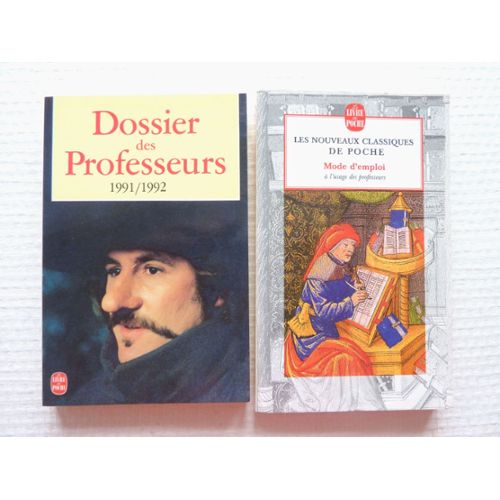 Dossier
des
Professeurs
1991/1992
LE LIVRE
DE POCHE
LE LIVRE
DE POCHE
LES NOUVEAUX CLASSIQUES
DE POCHE
Mode d'emploi
à l'usage des professeurs